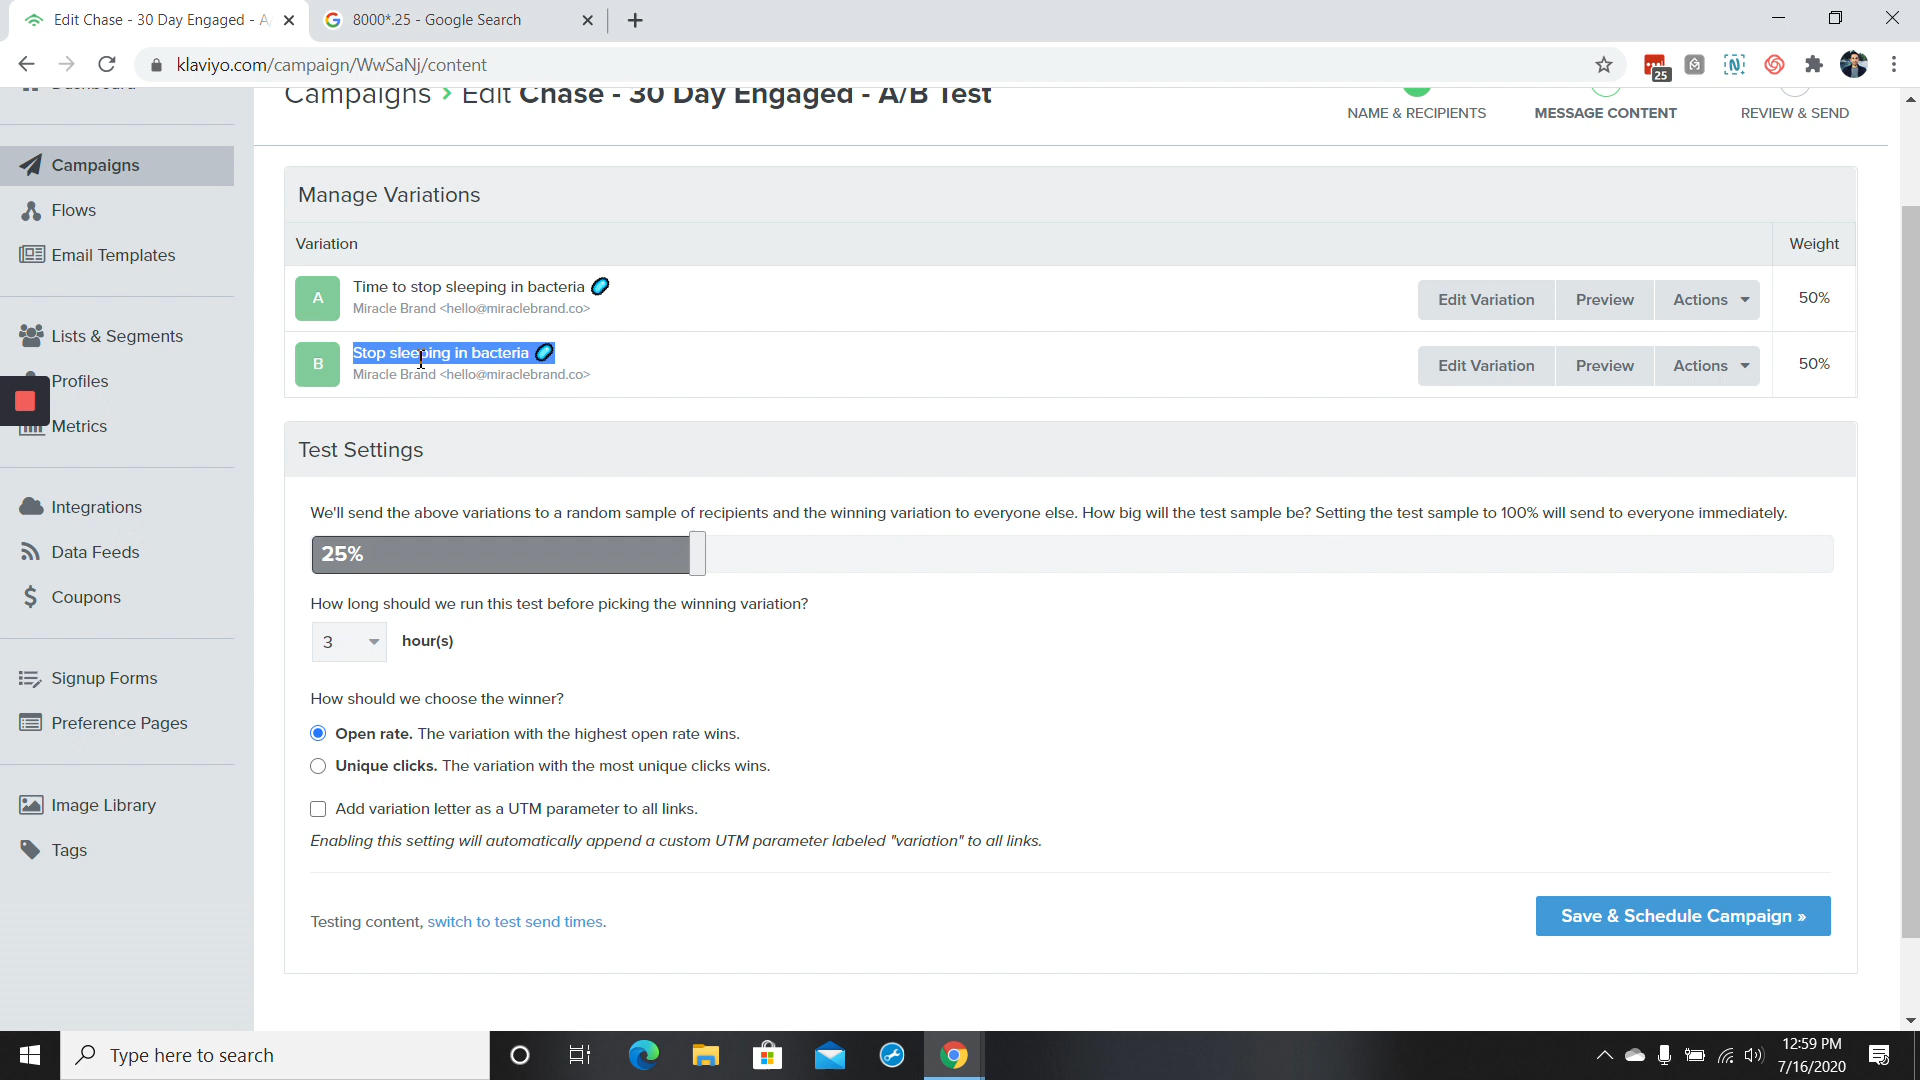 Edit Chase - 30 Day Engaged - A/
8000*.25 - Google Search
klaviyo.com/campaign/WwSaNj/content
25
Dashboard
Campaigns › Edit Chase - 30 Day Engaged - A/B Test
NAME & RECIPIENTS
MESSAGE CONTENT
REVIEW & SEND
Campaigns
Flows
Email Templates
Lists & Segments
Profiles
Metrics
Integrations
Data Feeds
Coupons
Signup Forms
Preference Pages
Image Library
Tags
Manage Variations
Variation
Weight
A
Time to stop sleeping in bacteria
Miracle Brand <hello@miraclebrand.co>
Edit Variation
Preview
Actions
50%
B
Stop sleeping in bacteria
Miracle Brand <hello@miraclebrand.co>
Edit Variation
Preview
Actions
50%
Test Settings
We'll send the above variations to a random sample of recipients and the winning variation to everyone else. How big will the test sample be? Setting the test sample to 100% will send to everyone immediately.
25%
How long should we run this test before picking the winning variation?
3
hour(s)
How should we choose the winner?
Open rate. The variation with the highest open rate wins.
Unique clicks. The variation with the most unique clicks wins.
Add variation letter as a UTM parameter to all links.
Enabling this setting will automatically append a custom UTM parameter labeled "variation" to all links.
Testing content, switch to test send times.
Save & Schedule Campaign »
Type here to search
12:59 PM
7/16/2020